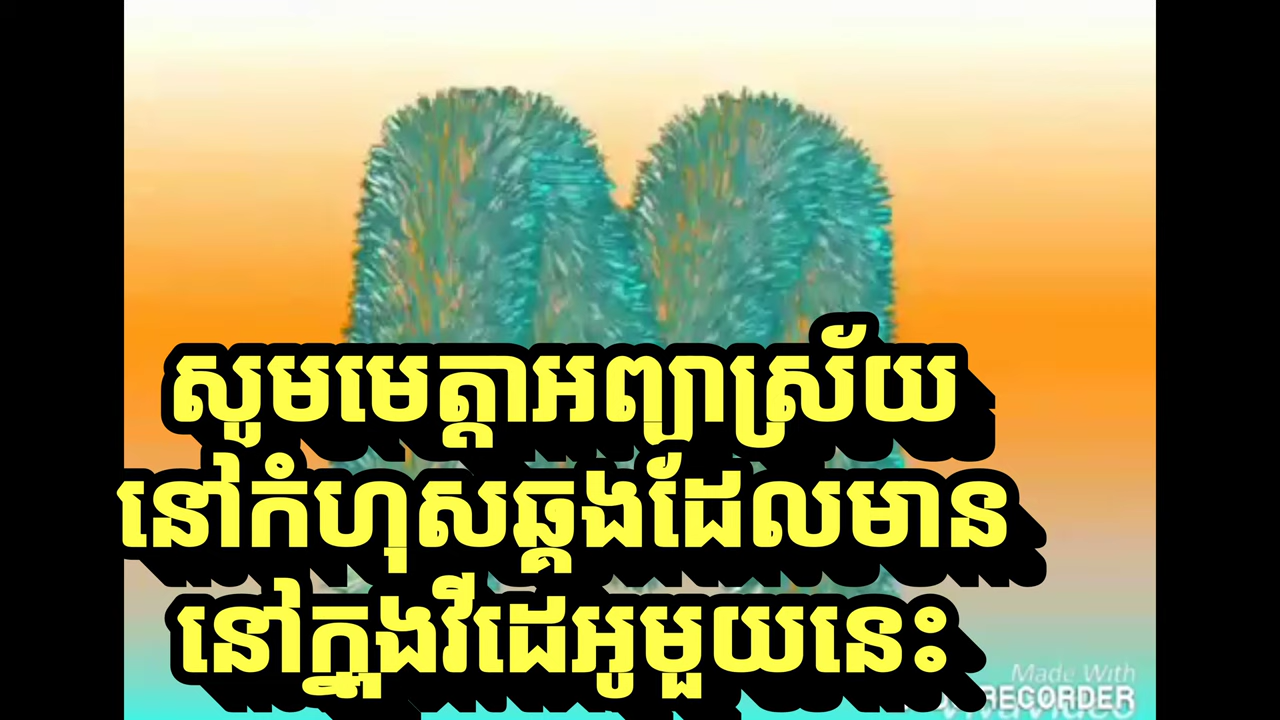 សូមមេត្តាអព្យាស្រ័យ
នៅកំហុសឆ្គងដែលមាន
នៅក្នុងវីដេអូមួយនេះ
Made With
RECORDER